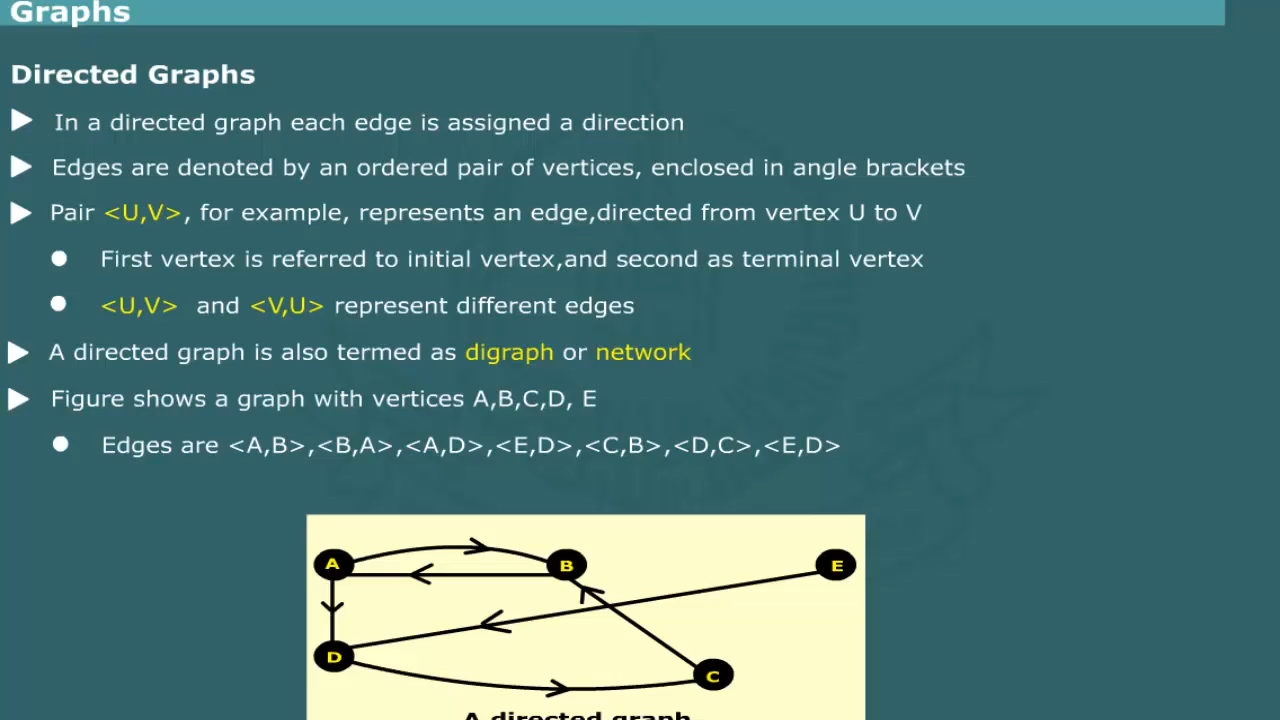 Graphs
Directed Graphs
In a directed graph each edge is assigned a direction
Edges are denoted by an ordered pair of vertices, enclosed in angle brackets
Pair <U,V>, for example, represents an edge,directed from vertex U to V
First vertex is referred to initial vertex,and second as terminal vertex
<U,V> and <V,U> represent different edges
A directed graph is also termed as digraph or network
Figure shows a graph with vertices A,B,C,D, E
Edges are <A,B>,<B,A>,<A,D>,<E,D>,<C,B>,<D,C>,<E,D>
A
B
E
D
C
A directed graph